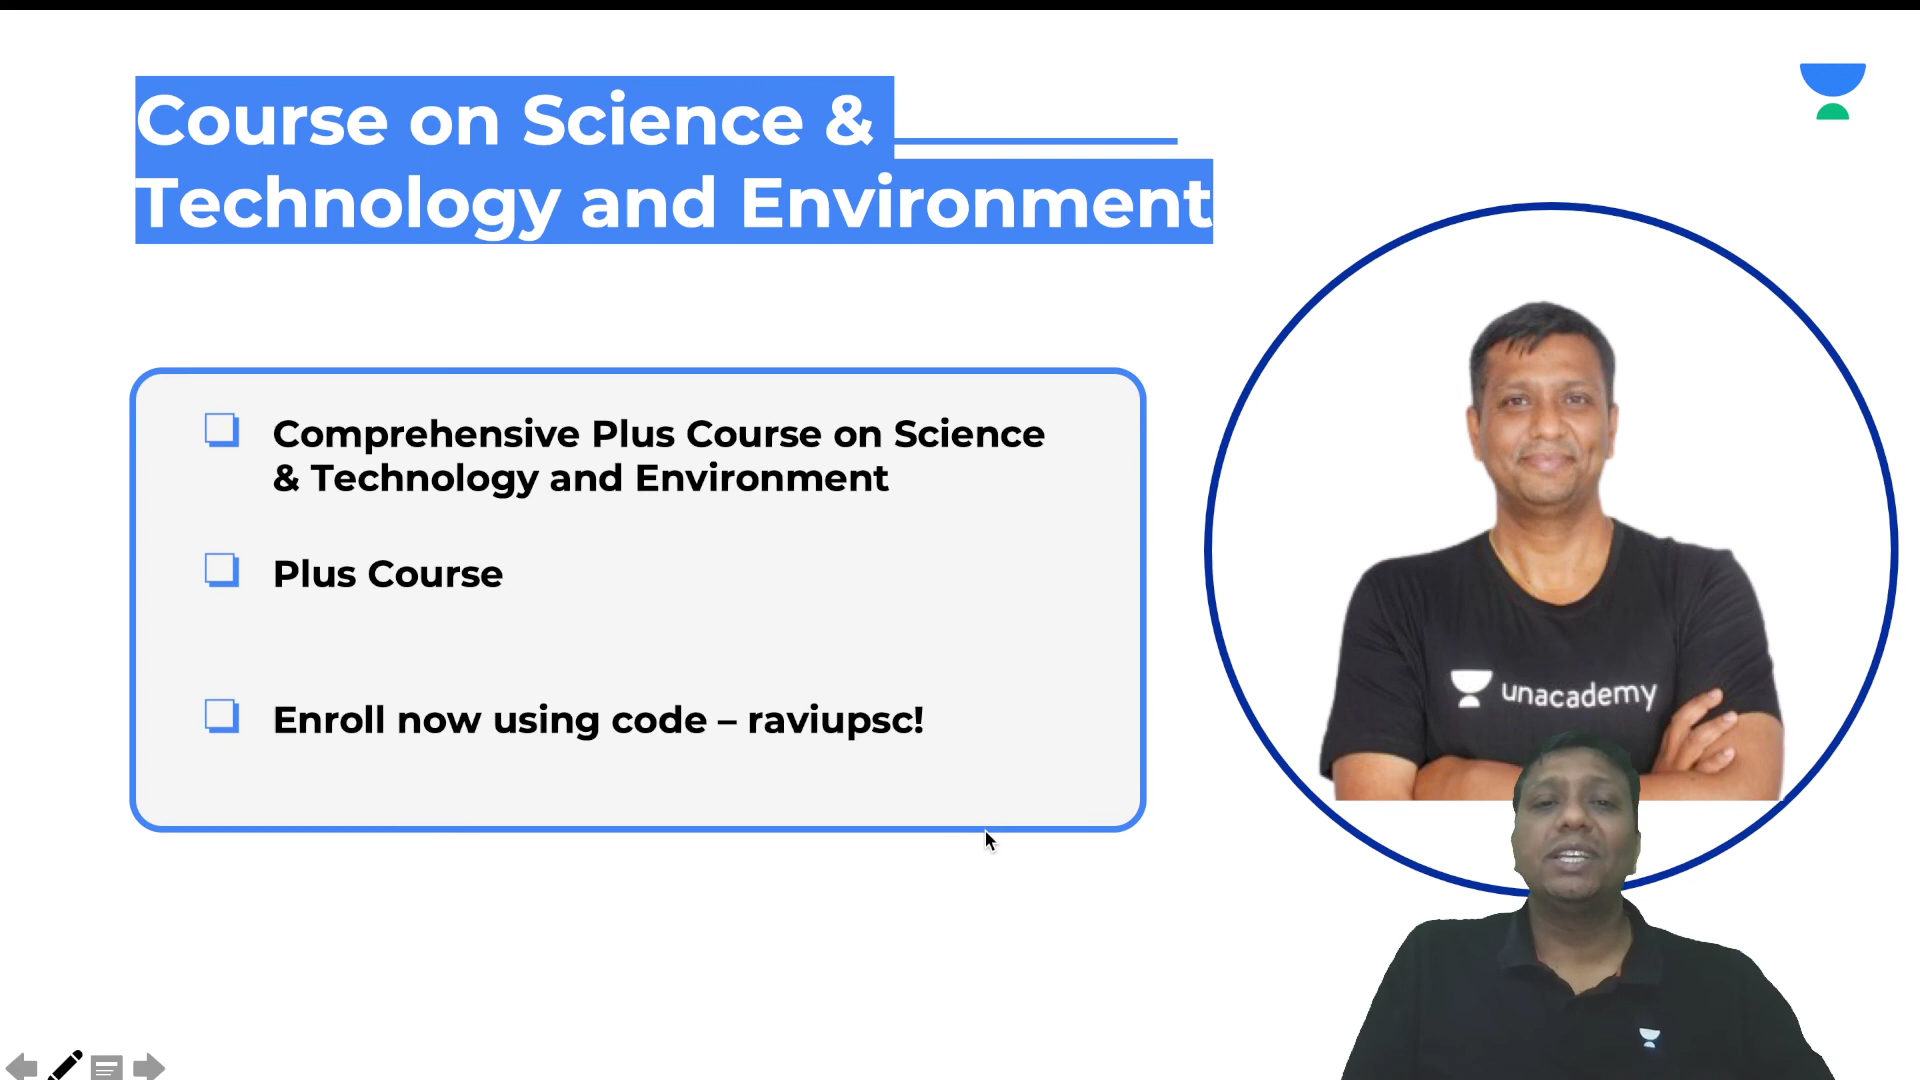 Course on Science &
Technology and Environment
Comprehensive Plus Course on Science
& Technology and Environment
Plus Course
Enroll now using code – raviupsc!
unacademy